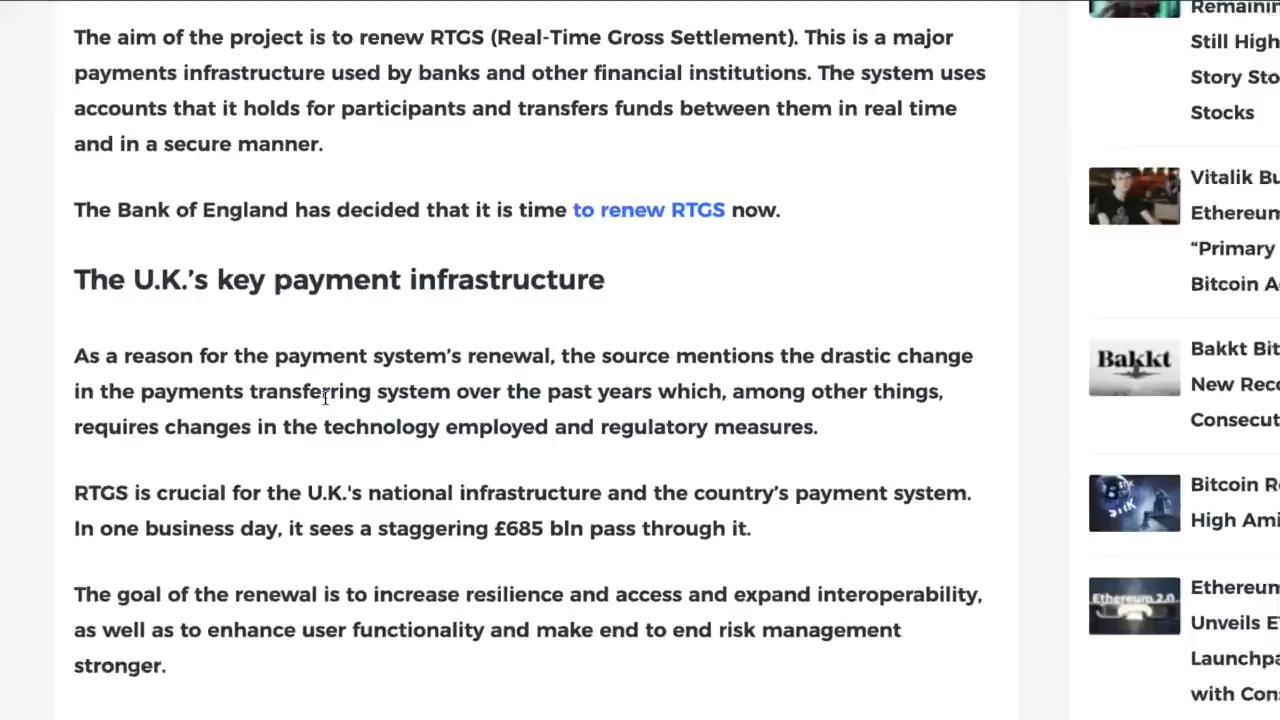 The aim of the project is to renew RTGS (Real-Time Gross Settlement). This is a major
payments infrastructure used by banks and other financial institutions. The system uses
accounts that it holds for participants and transfers funds between them in real time
and in a secure manner.
The Bank of England has decided that it is time to renew RTGS now.
The U.K.’s key payment infrastructure
As a reason for the payment system’s renewal, the source mentions the drastic change
in the payments transferring system over the past years which, among other things,
requires changes in the technology employed and regulatory measures.
RTGS is crucial for the U.K.'s national infrastructure and the country’s payment system.
In one business day, it sees a staggering £685 bln pass through it.
The goal of the renewal is to increase resilience and access and expand interoperability,
as well as to enhance user functionality and make end to end risk management
stronger.
Still High
Story Sto
Stocks
Vitalik Bu
Ethereum
“Primary
Bitcoin A
Bakkt
Bakkt Bit
New Reco
Consecut
Bitcoin R
High Ami
Ethereum 2.0
Ethereum
Unveils E
Launchpa
with Con